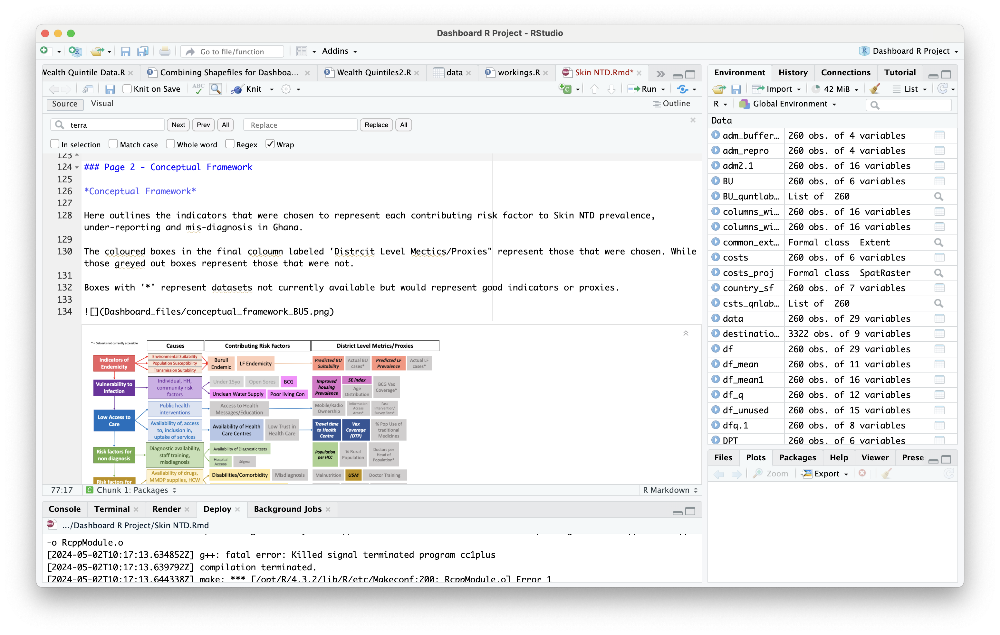 Dashboard R Project - RStudio
Go to file/function
Addins
Dashboard R Project
Wealth Quintile Data.R
Combining Shapefiles for Dashboa...
Wealth Quintiles2.R
data
workings.R
Skin NTD.Rmd*
Knit on Save
ABC
Knit
Run
Source
Visual
Outline
terra
Next
Prev
All
Replace
Replace
All
In selection
Match case
Whole word
Regex
Wrap
123
124 ### Page 2 - Conceptual Framework
125
126 *Conceptual Framework*
127
128 Here outlines the indicators that were chosen to represent each contributing risk factor to Skin NTD prevalence,
under-reporting and mis-diagnosis in Ghana.
129
130 The coloured boxes in the final coloumn labeled 'Distrcit Level Mectics/Proxies" represent those that were chosen. While
those greyed out boxes represent those that were not.
131
132 Boxes with '*' represent datasets not currently available but would represent good indicators or proxies.
133
134 ![](Dashboard_files/conceptual_framework_BU5.png)
* = Datasets not currently accessible
Causes
Contributing Risk Factors
District Level Metrics/Proxies
Indicators of
Endemicity
Environmental Suitability
Population Susceptibility
Transmission Suitability
Buruli
Endemic
LF Endemicity
Predicted BU
Suitability
Actual BU
cases*
Predicted LF
Prevalence
Actual LF
cases*
Vulnerability to
Infection
Individual, HH,
community risk
factors
Under 15yo
Open Sores
BCG
Unclean Water Supply
Poor living Con
Improved
housing
Prevalence
SE index
Age
Distribution
BCG Vax
Coverage*
Low Access to
Care
Public health
interventions
Access to Health
Messages/Education
Mobile/Radio
Ownership
Information
Access
Areas*
Past
Intervention/
Survey Sites*
Availability of, access
to, inclusion in,
uptake of services
Availability of Health
Care Centres
Low Trust in
Health Care
Travel time
to Health
Centre
Vax
Coverage
(DTP)
% Pop Use of
traditional
Medicines
Risk factors for
non diagnosis
Diagnostic availability,
staff training,
misdiagnosis
Availability of Diagnostic tests
Hospital
Access
Stigma
Population
per HCC
% Rural
Population
Doctors per
Head of
Population*
Risk factors for
Availability of drugs,
MMDP supplies, HCW
Disabilities/Comorbidity
Misdiagnosis
Malnutrition
U5M
Doctor Training
77:17
C Chunk 1: Packages
R Markdown
Console
Terminal
Render
Deploy
Background Jobs
.../Dashboard R Project/Skin NTD.Rmd
-o RcppModule.o
[2024-05-02T10:17:13.634852Z] g++: fatal error: Killed signal terminated program cc1plus
[2024-05-02T10:17:13.639792Z] compilation terminated.
[2024-05-02T10:17:13.644338Z] make: *** [/opt/R/4.3.2/lib/R/etc/Makeconf:200: RcppModule.o] Error 1
Environment
History
Connections
Tutorial
Import
42 MiB
List
R
Global Environment
Data
adm_buffer... 260 obs. of 4 variables
adm_repro 260 obs. of 4 variables
adm2.1 260 obs. of 16 variables
BU 260 obs. of 6 variables
BU_quntlab... List of 260
columns_wi... 260 obs. of 16 variables
columns_wi... 260 obs. of 16 variables
common_ext... Formal class Extent
costs 260 obs. of 6 variables
costs_proj Formal class SpatRaster
country_sf 260 obs. of 7 variables
csts_qnlab... List of 260
data 260 obs. of 29 variables
destinatio... 3322 obs. of 9 variables
df 260 obs. of 29 variables
df_mean 260 obs. of 11 variables
df_mean1 260 obs. of 16 variables
df_q 260 obs. of 12 variables
df_unused 260 obs. of 15 variables
dfq.1 260 obs. of 8 variables
DPT 260 obs. of 6 variables
Files
Plots
Packages
Help
Viewer
Prese
Zoom
Export